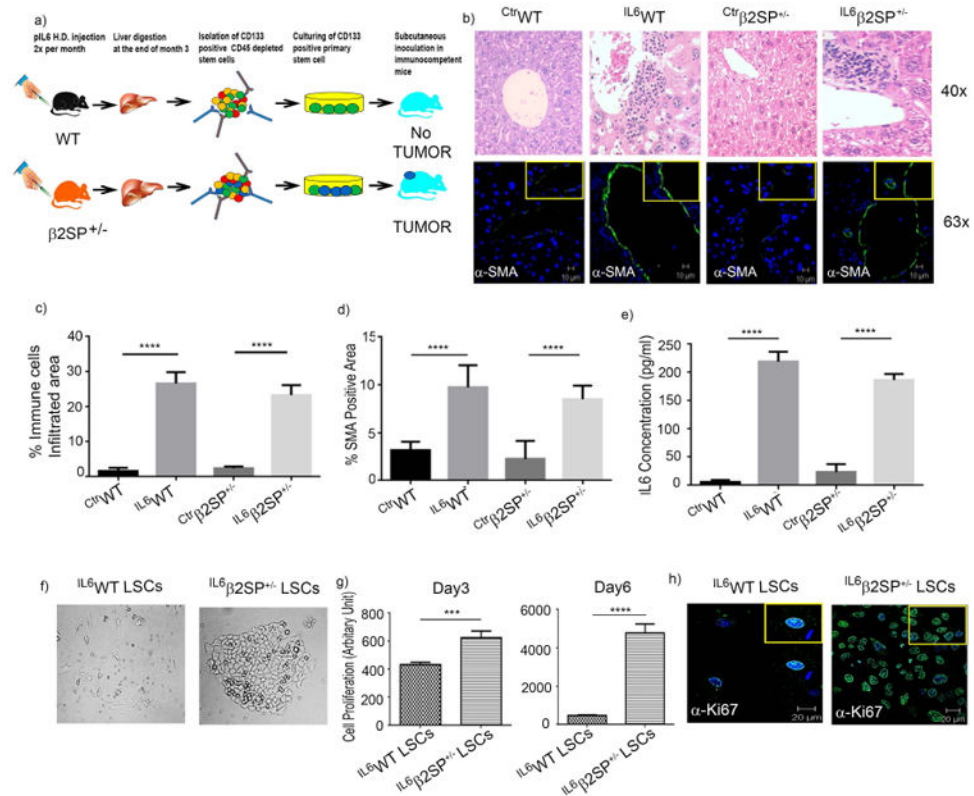 a)
pIL6 H.D. injection
2x per month
Liver digestion
at the end of month 3
Isolation of CD133
positive CD45 depleted
stem cells
Culturing of CD133
positive primary
stem cell
Subcutaneous
inoculation in
immunocompetent
mice
WT
No
TUMOR
β2SP+/-
TUMOR
b)
CtrWT
IL6WT
Ctrβ2SP+/-
IL6β2SP+/-
40x
63x
α-SMA
10 µm
α-SMA
10 µm
α-SMA
10 µm
α-SMA
10 µm
c)
% Immune cells
Infiltrated area
40
30
20
10
0
****
****
CtrWT
IL6WT
Ctrβ2SP+/-
IL6β2SP+/-
d)
% SMA Positive Area
15
10
5
0
****
****
CtrWT
IL6WT
Ctrβ2SP+/-
IL6β2SP+/-
e)
IL6 Concentration (pg/ml)
250
200
150
100
50
0
****
****
CtrWT
IL6WT
Ctrβ2SP+/-
IL6β2SP+/-
f)
IL6WT LSCs
IL6β2SP+/- LSCs
g)
Day3
Cell Proliferation (Arbitary Unit)
800
600
400
200
0
***
IL6WT LSCs
IL6β2SP+/- LSCs
Day6
6000
4000
2000
0
****
IL6WT LSCs
IL6β2SP+/- LSCs
h)
IL6WT LSCs
IL6β2SP+/- LSCs
α-Ki67
20 µm
α-Ki67
20 µm